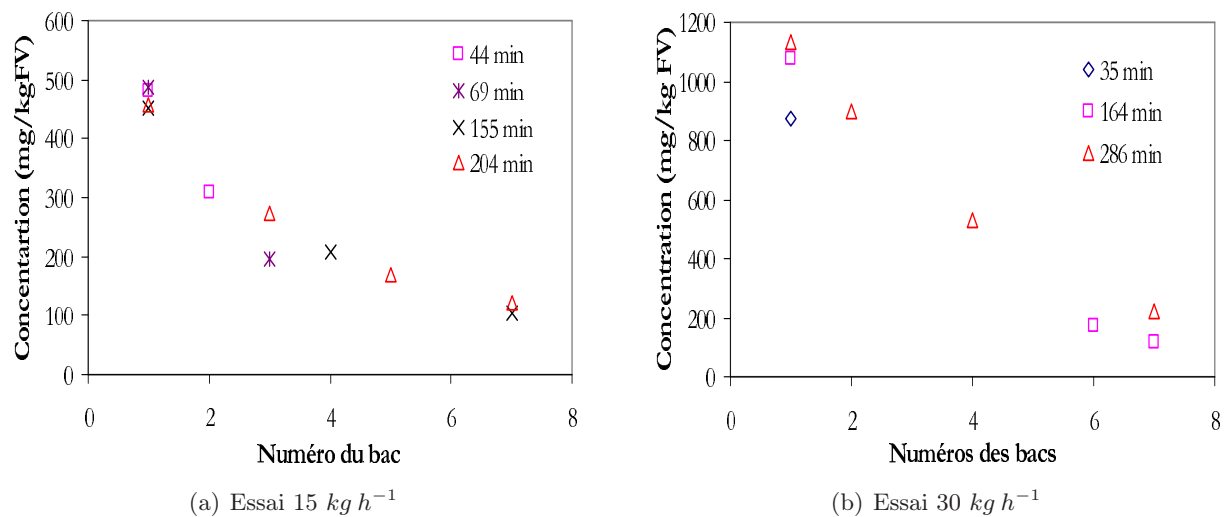 Concentartion (mg/kgFV)
600
500
400
300
200
100
0
0 2 4 6 8
Numéro du bac
44 min
69 min
155 min
204 min
(a) Essai 15 kg h⁻¹
Concentration (mg/kg FV)
1200
1000
800
600
400
200
0
0 2 4 6 8
Numéros des bacs
35 min
164 min
286 min
(b) Essai 30 kg h⁻¹